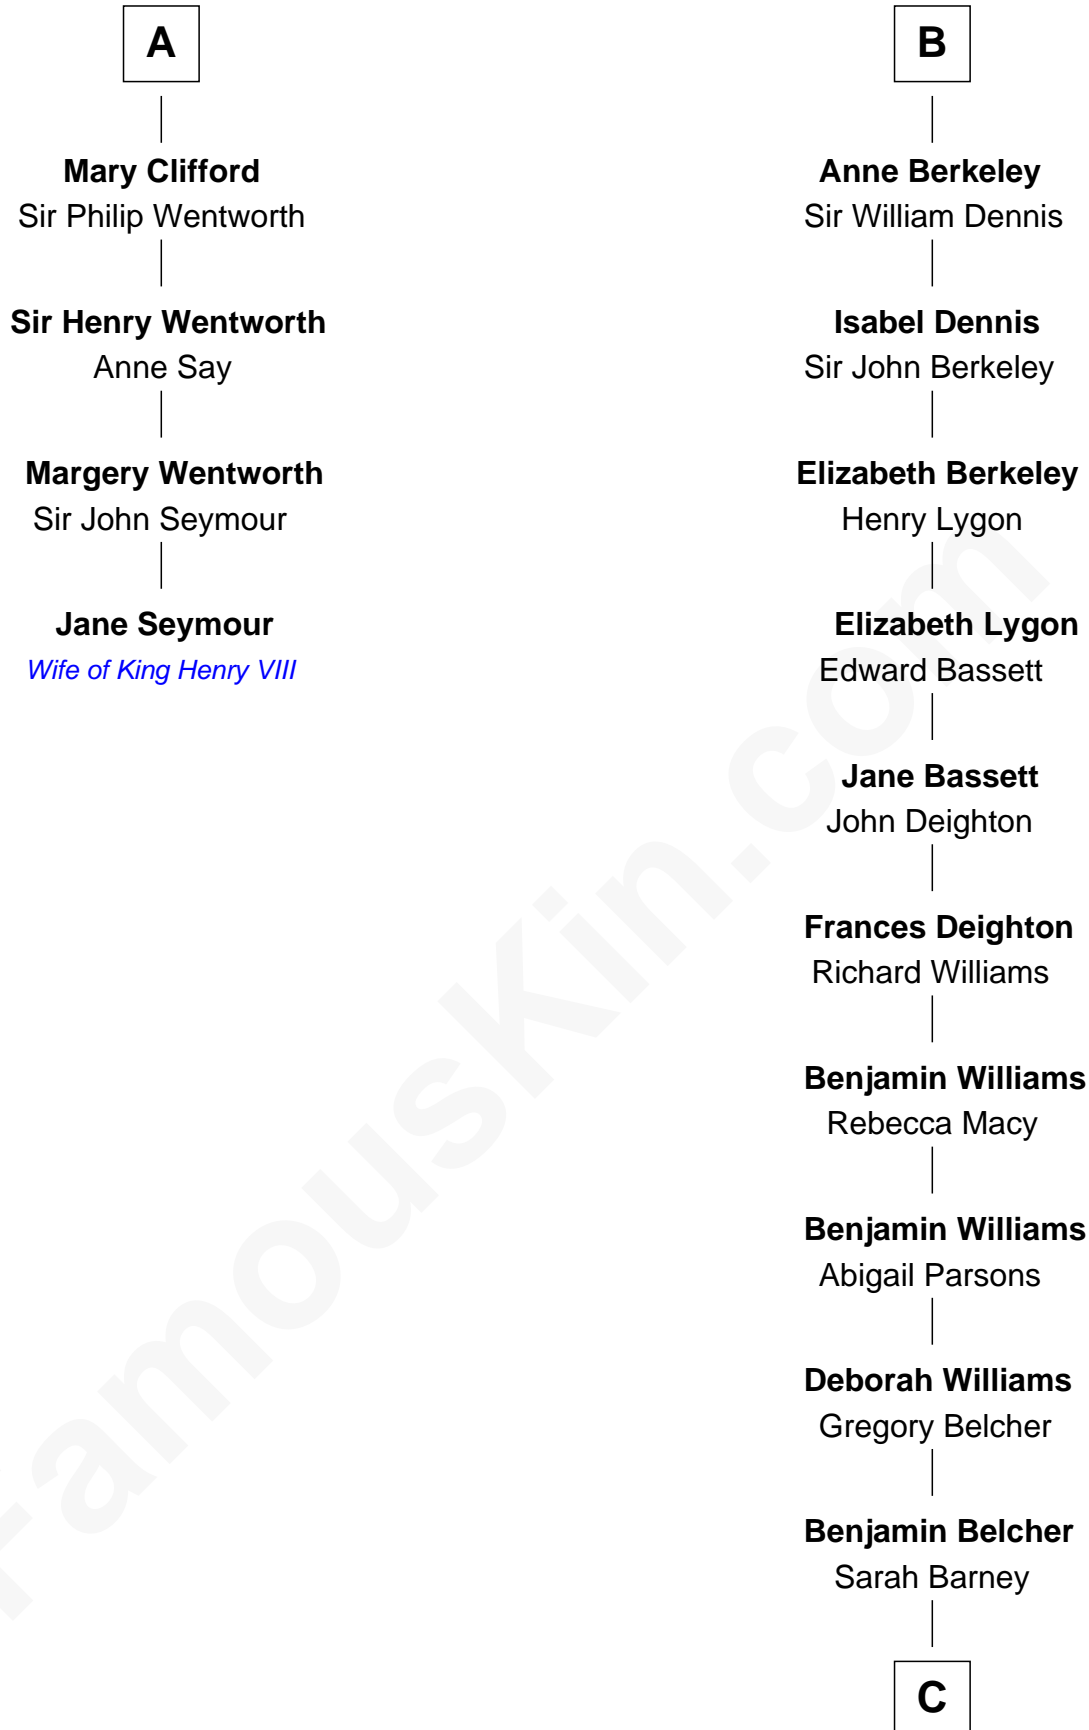 A
Mary Clifford
Sir Philip Wentworth
Sir Henry Wentworth
Anne Say
Margery Wentworth
Sir John Seymour
Jane Seymour
Wife of King Henry VIII
B
Anne Berkeley
Sir William Dennis
Isabel Dennis
Sir John Berkeley
Elizabeth Berkeley
Henry Lygon
Elizabeth Lygon
Edward Bassett
Jane Bassett
John Deighton
Frances Deighton
Richard Williams
Benjamin Williams
Rebecca Macy
Benjamin Williams
Abigail Parsons
Deborah Williams
Gregory Belcher
Benjamin Belcher
Sarah Barney
C
FamousKin.com